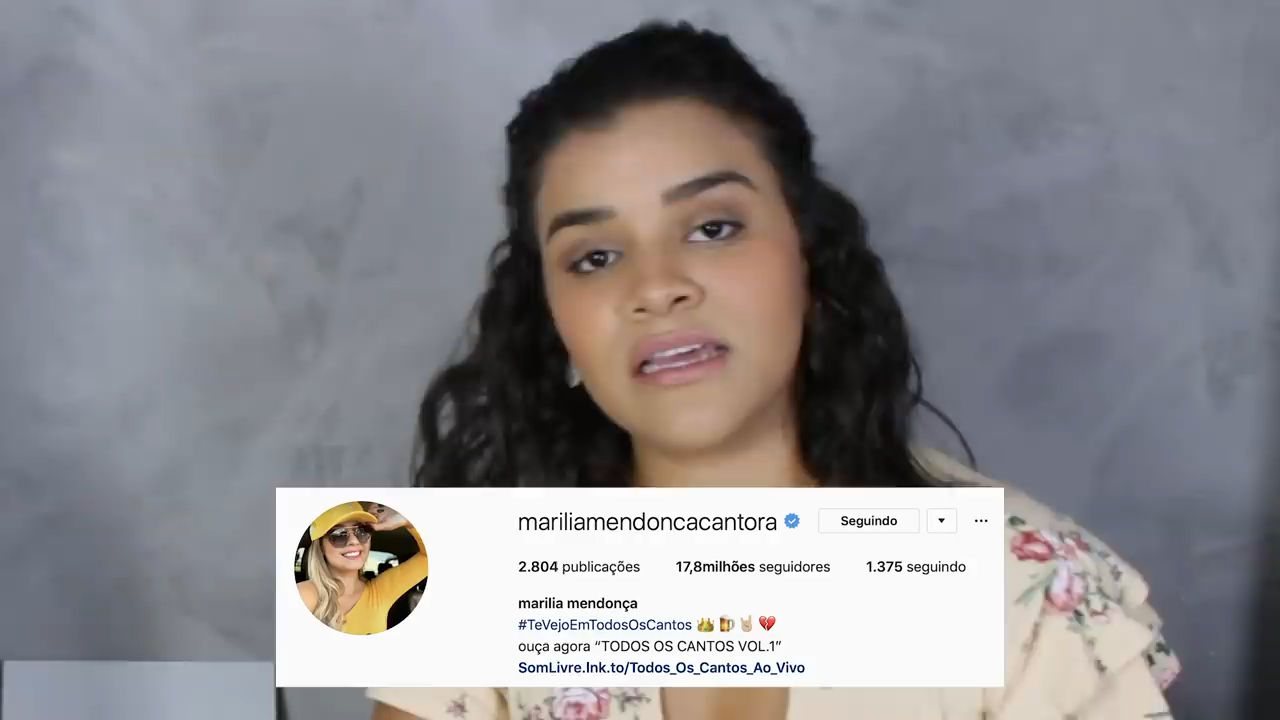 mariliamendoncacantora Seguindo
2.804 publicações 17,8milhões seguidores 1.375 seguindo
marilia mendonça
#TeVejoEmTodosOsCantos 👑🍺🤘🏼💔
ouça agora “TODOS OS CANTOS VOL.1”
SomLivre.lnk.to/Todos_Os_Cantos_Ao_Vivo